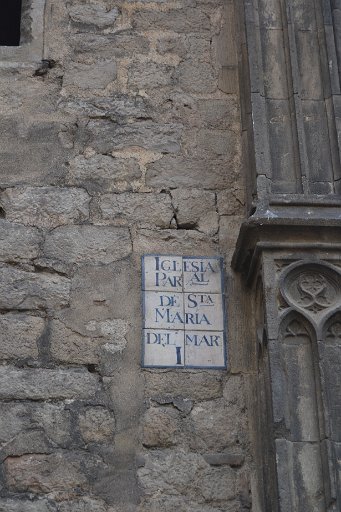 IGLESIA
PARAL
DE STA
MARIA
DEL MAR
I